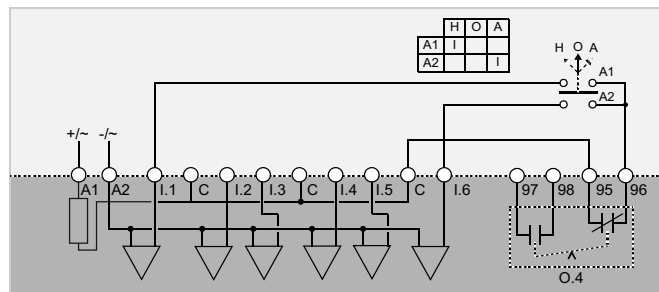 H O A
A1 I
A2 I
H O A
A1
A2
+/~ -/~
A1 A2 I.1 C I.2 I.3 C I.4 I.5 C I.6 97 98 95 96
O.4